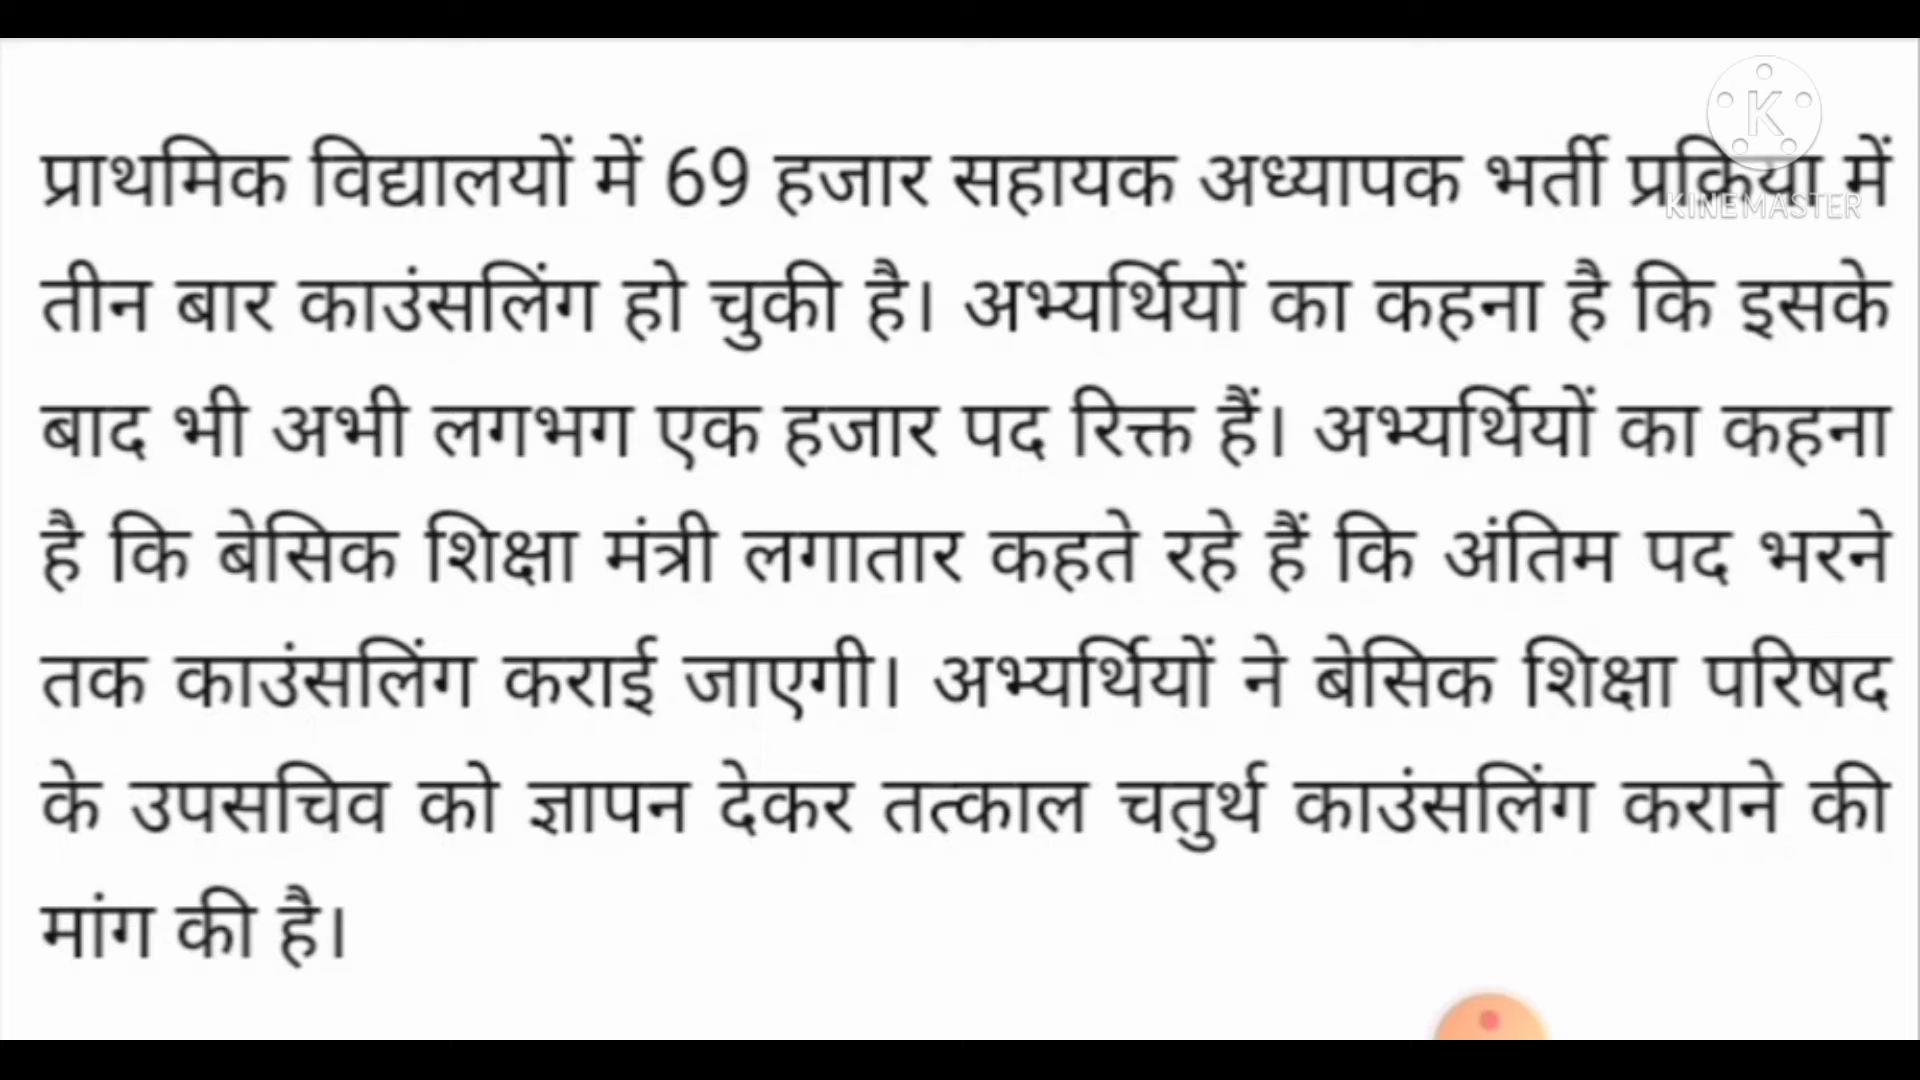 प्राथमिक विद्यालयों में 69 हजार सहायक अध्यापक भर्ती प्रक्रिया में
तीन बार काउंसलिंग हो चुकी है। अभ्यर्थियों का कहना है कि इसके
बाद भी अभी लगभग एक हजार पद रिक्त हैं। अभ्यर्थियों का कहना
है कि बेसिक शिक्षा मंत्री लगातार कहते रहे हैं कि अंतिम पद भरने
तक काउंसलिंग कराई जाएगी। अभ्यर्थियों ने बेसिक शिक्षा परिषद
के उपसचिव को ज्ञापन देकर तत्काल चतुर्थ काउंसलिंग कराने की
मांग की है।
K
KINEMASTER